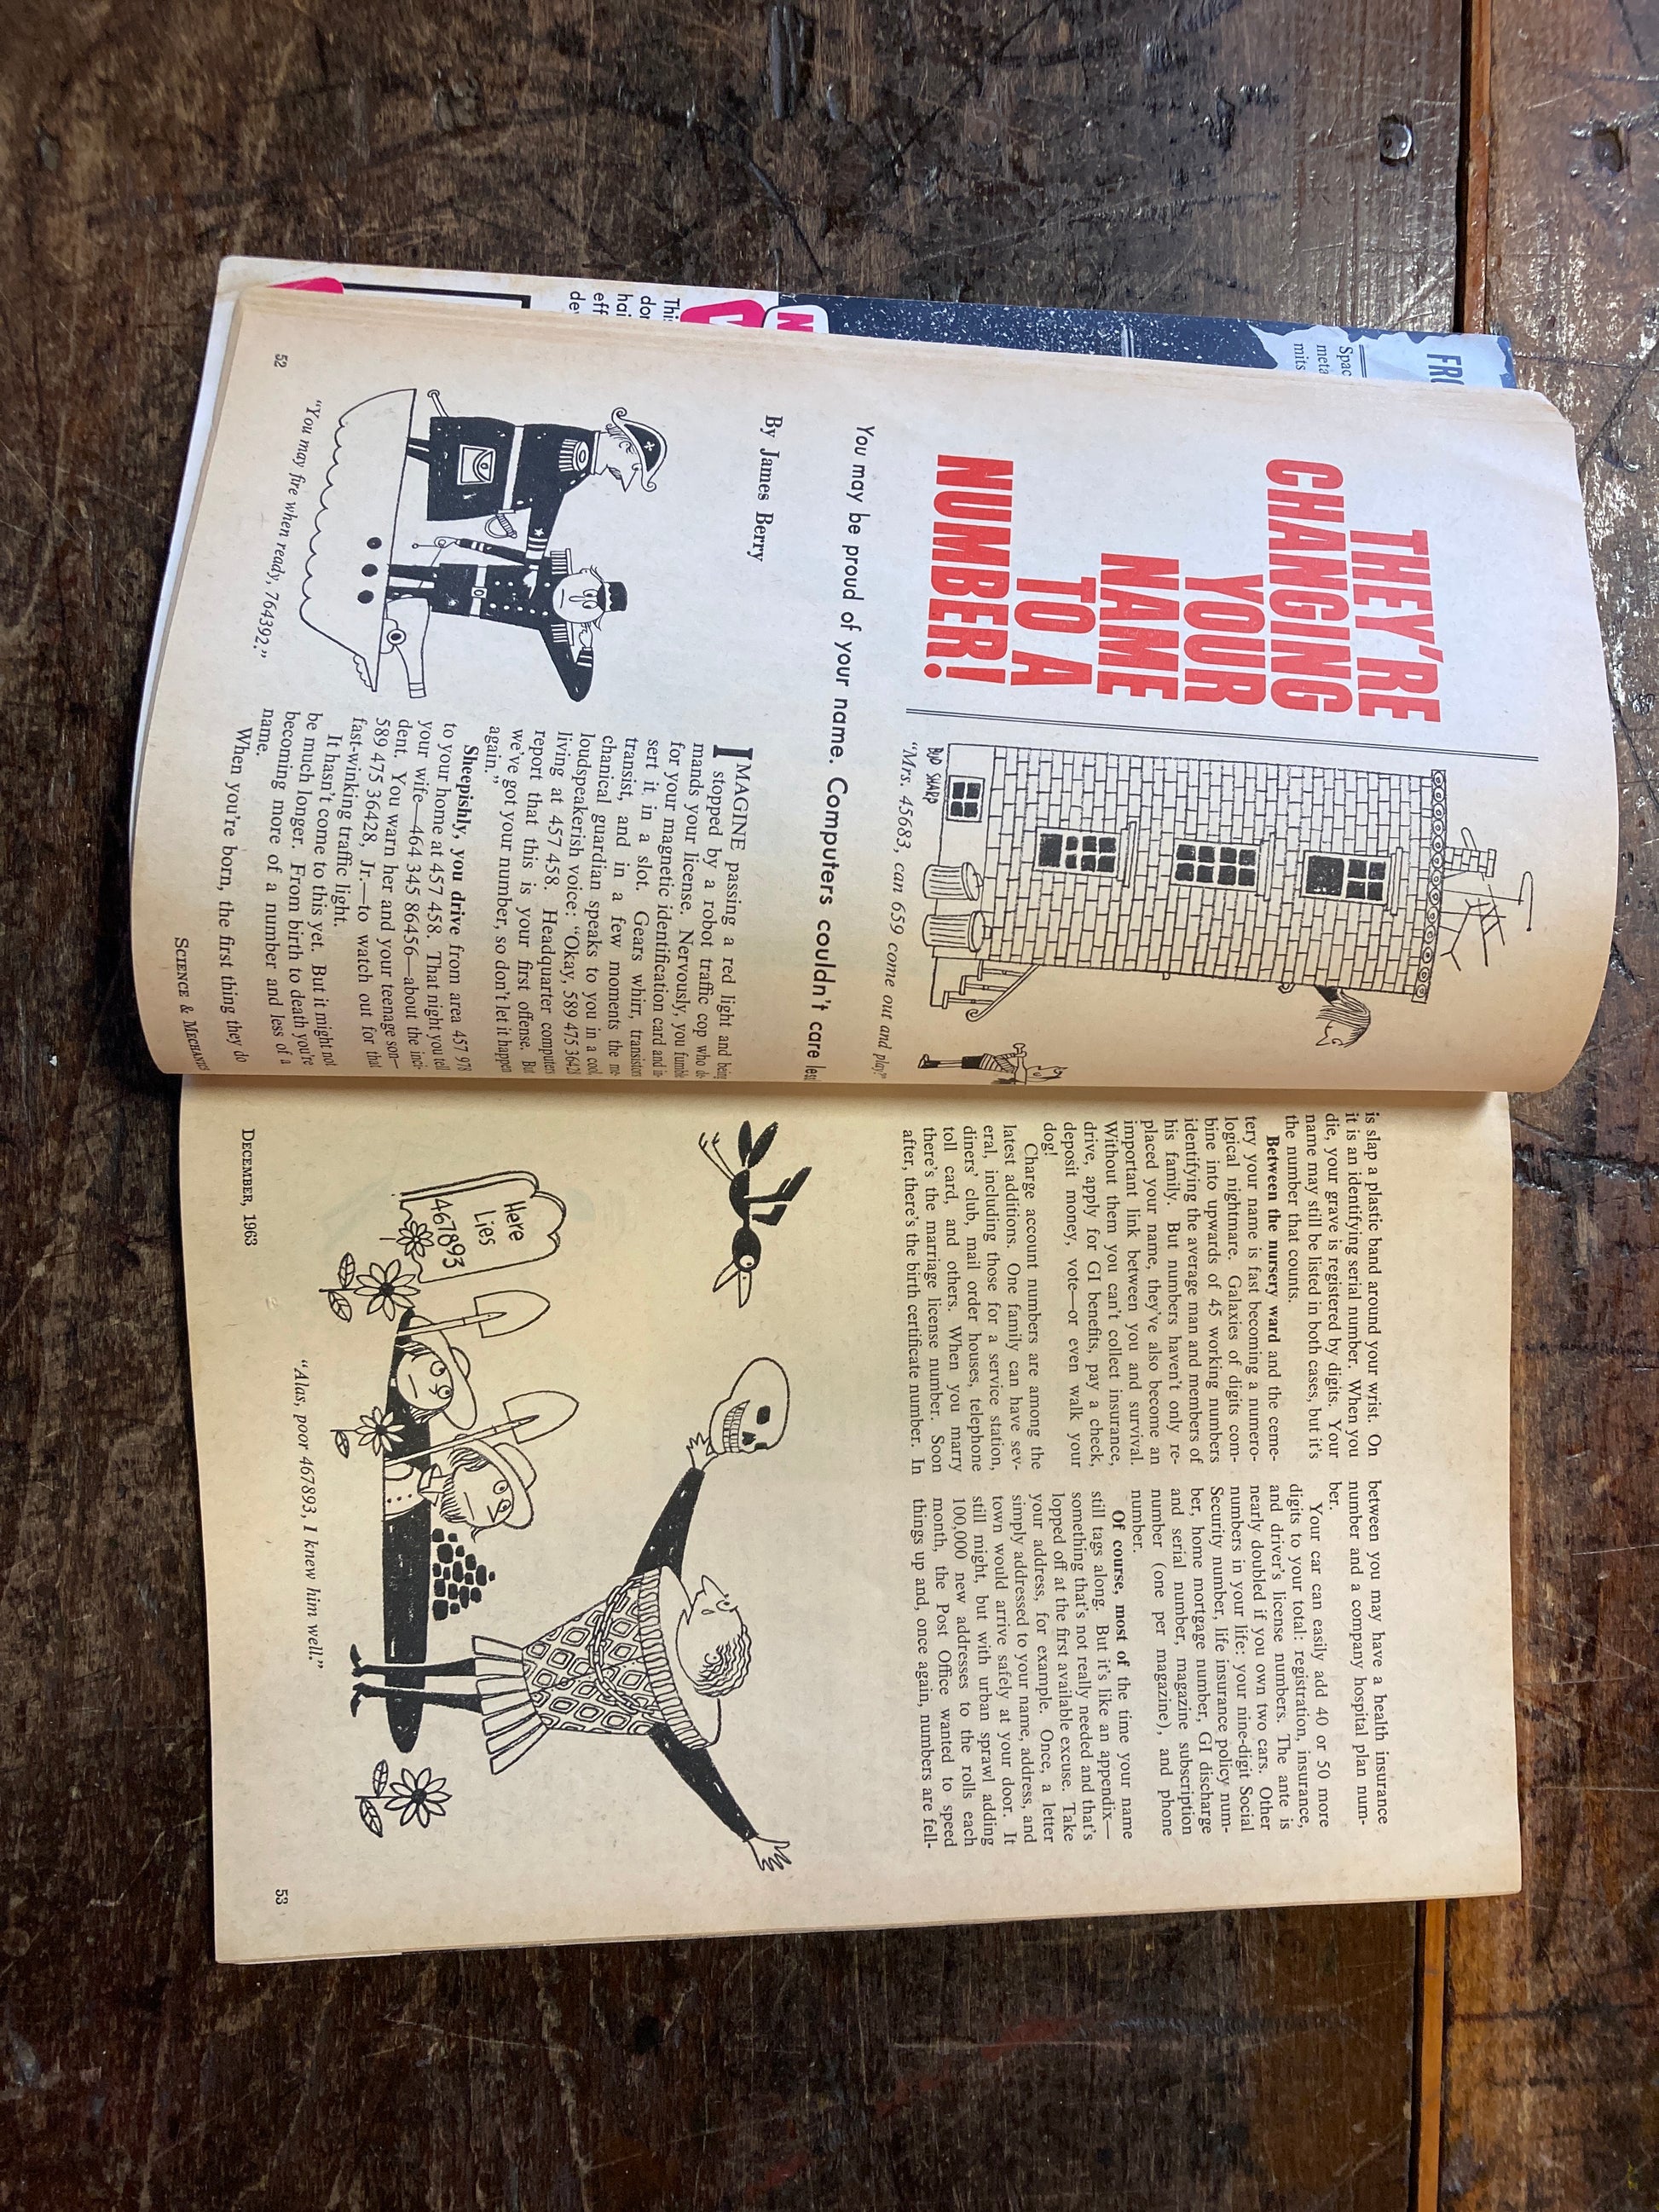 THEY'RE
CHANGING
YOUR
NAME
TO A
NUMBER!
BUD SHARP
"Mrs. 45683, can 659 come out and play?"
You may be proud of your name. Computers couldn't care less
By James Berry
"You may fire when ready, 764392."
IMAGINE passing a red light and being
stopped by a robot traffic cop who de-
mands your license. Nervously, you fumble
for your magnetic identification card and in-
sert it in a slot. Gears whirr, transistors
transist, and in a few moments the me-
chanical guardian speaks to you in a cool,
loudspeakerish voice: "Okay, 589 475 36428
living at 457 458. Headquarter computers
report that this is your first offense. But
we've got your number, so don't let it happen
again."
Sheepishly, you drive from area 457 978
to your home at 457 458. That night you tell
your wife—464 345 86456—about the inci-
dent. You warn her and your teenage son—
589 475 36428, Jr.—to watch out for that
fast-winking traffic light.
It hasn't come to this yet. But it might not
be much longer. From birth to death you're
becoming more of a number and less of a
name.
When you're born, the first thing they do
52
SCIENCE & MECHANICS
is slap a plastic band around your wrist. On
it is an identifying serial number. When you
die, your grave is registered by digits. Your
name may still be listed in both cases, but it's
the number that counts.
Between the nursery ward and the ceme-
tery your name is fast becoming a numero-
logical nightmare. Galaxies of digits com-
bine into upwards of 45 working numbers
identifying the average man and members of
his family. But numbers haven't only re-
placed your name, they've also become an
important link between you and survival.
Without them you can't collect insurance,
drive, apply for GI benefits, pay a check,
deposit money, vote—or even walk your
dog!
Charge account numbers are among the
latest additions. One family can have sev-
eral, including those for a service station,
diners' club, mail order houses, telephone
toll card, and others. When you marry
there's the marriage license number. Soon
after, there's the birth certificate number. In
between you may have a health insurance
number and a company hospital plan num-
ber.
Your car can easily add 40 or 50 more
digits to your total: registration, insurance,
and driver's license numbers. The ante is
nearly doubled if you own two cars. Other
numbers in your life: your nine-digit Social
Security number, life insurance policy num-
ber, home mortgage number, GI discharge
and serial number, magazine subscription
number (one per magazine), and phone
number.
Of course, most of the time your name
still tags along. But it's like an appendix—
something that's not really needed and that's
lopped off at the first available excuse. Take
your address, for example. Once, a letter
simply addressed to your name, address, and
town would arrive safely at your door. It
still might, but with urban sprawl adding
100,000 new addresses to the rolls each
month, the Post Office wanted to speed
things up and, once again, numbers are fell-
Here
Lies
467893
"Alas, poor 467893, I knew him well."
DECEMBER, 1963
53
FRO
Spac
meta
mits
N
This
don
hai
eff
de